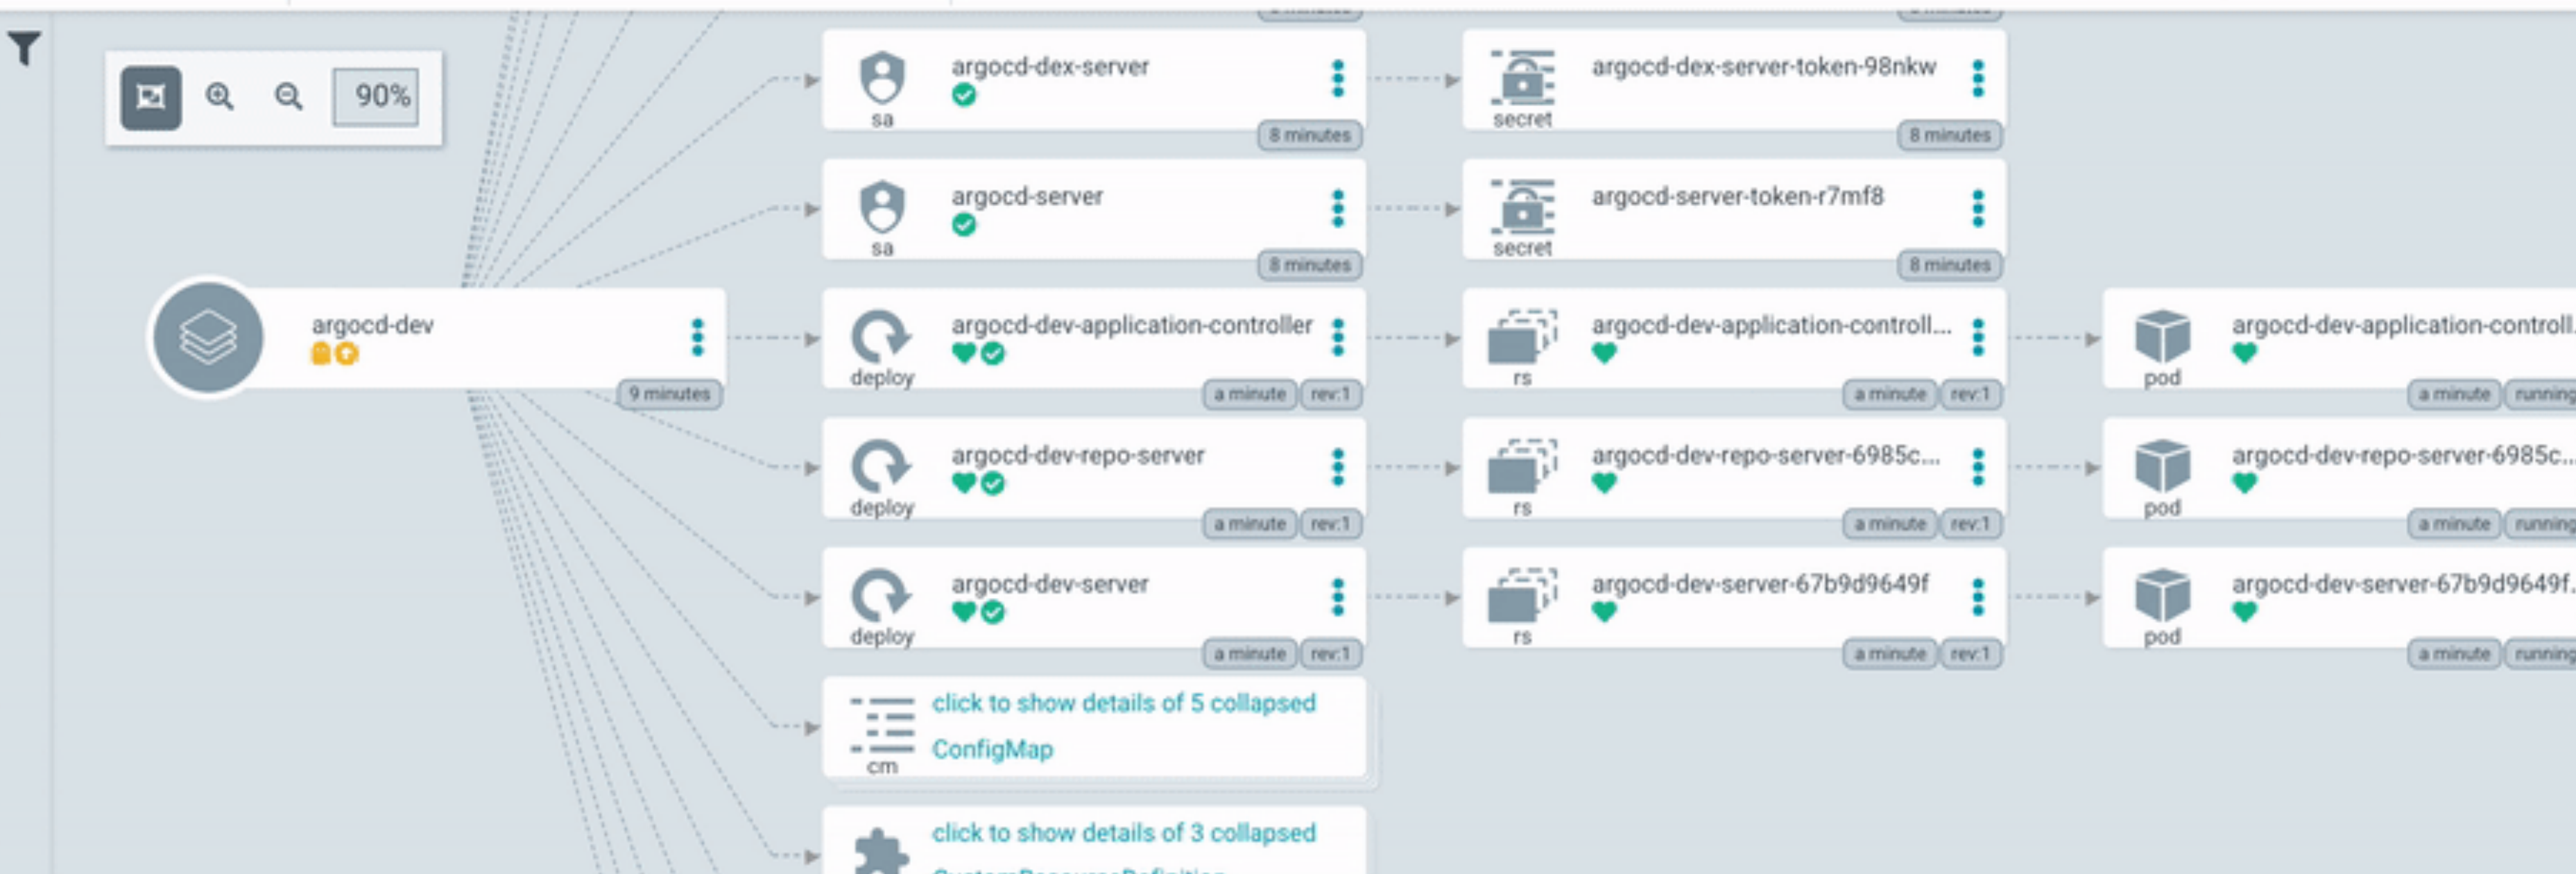 90%
argocd-dex-server
sa
8 minutes
argocd-dex-server-token-98nkw
secret
8 minutes
argocd-server
sa
8 minutes
argocd-server-token-r7mf8
secret
8 minutes
argocd-dev
9 minutes
argocd-dev-application-controller
deploy
a minute rev:1
argocd-dev-application-controll...
rs
a minute rev:1
argocd-dev-application-controll.
pod
a minute running
argocd-dev-repo-server
deploy
a minute rev:1
argocd-dev-repo-server-6985c...
rs
a minute rev:1
argocd-dev-repo-server-6985c...
pod
a minute running
argocd-dev-server
deploy
a minute rev:1
argocd-dev-server-67b9d9649f
rs
a minute rev:1
argocd-dev-server-67b9d9649f.
pod
a minute running
click to show details of 5 collapsed
ConfigMap
cm
click to show details of 3 collapsed